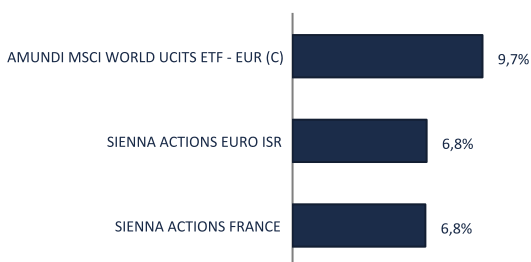 AMUNDI MSCI WORLD UCITS ETF - EUR (C) 9,7%
SIENNA ACTIONS EURO ISR 6,8%
SIENNA ACTIONS FRANCE 6,8%